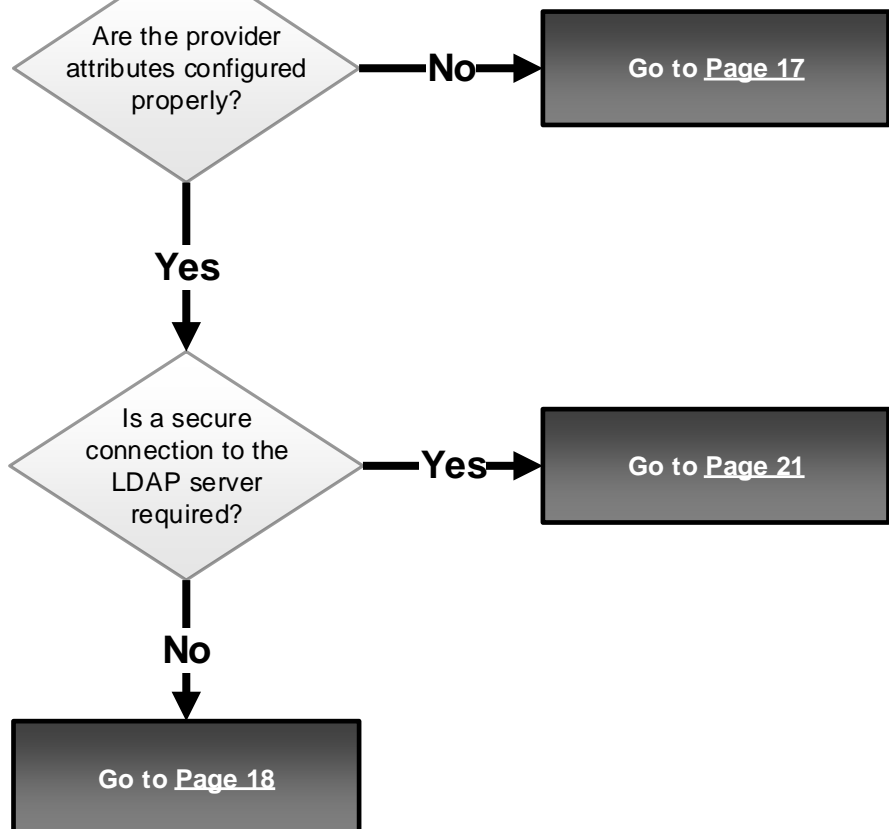 Are the provider
attributes configured
properly?
No
Go to Page 17
Yes
Is a secure
connection to the
LDAP server
required?
Yes
Go to Page 21
No
Go to Page 18